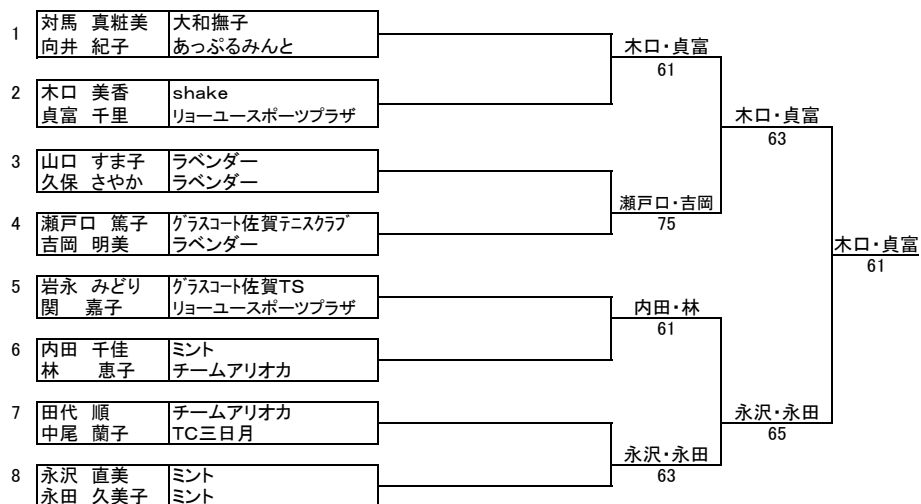 1 対馬 真粧美 大和撫子
向井 紀子 あっぷるみんと
木口・貞富
61
2 木口 美香 shake
貞富 千里 リョーユースポーツプラザ
木口・貞富
63
3 山口 すま子 ラベンダー
久保 さやか ラベンダー
瀬戸口・吉岡
75
4 瀬戸口 篤子 グラスコート佐賀テニスクラブ
吉岡 明美 ラベンダー
木口・貞富
61
5 岩永 みどり グラスコート佐賀TS
関 嘉子 リョーユースポーツプラザ
内田・林
61
6 内田 千佳 ミント
林 恵子 チームアリオカ
7 田代 順 チームアリオカ
中尾 蘭子 TC三日月
永沢・永田
65
永沢・永田
63
8 永沢 直美 ミント
永田 久美子 ミント